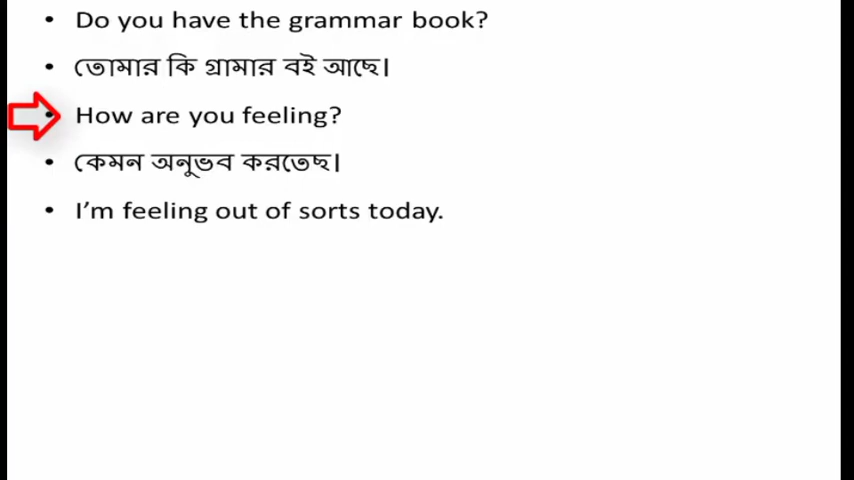 • Do you have the grammar book?
• তোমার কি গ্রামার বই আছে।
• How are you feeling?
• কেমন অনুভব করতেছ।
• I’m feeling out of sorts today.